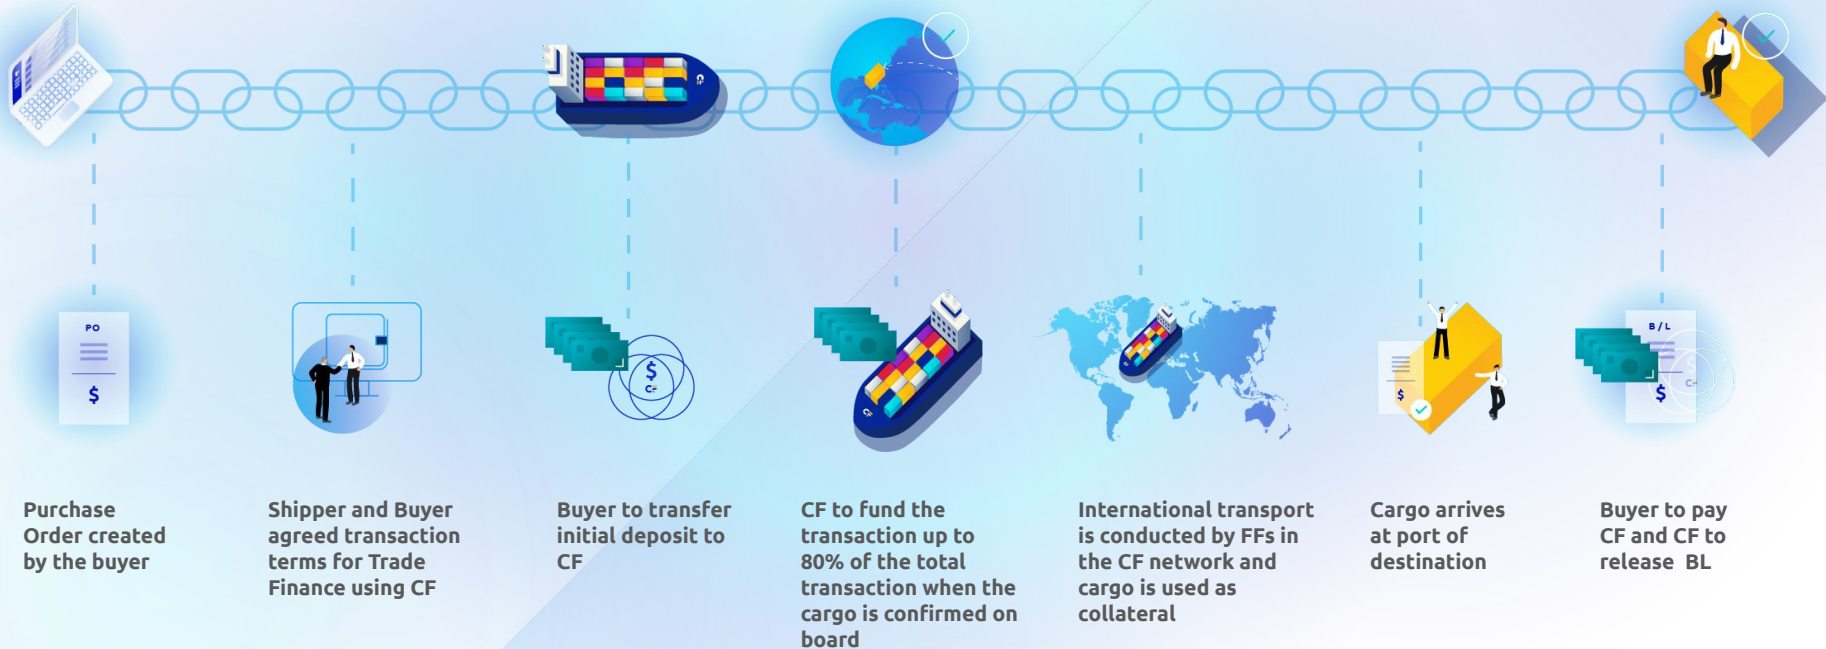 PO
$
$
CF
CF
$
B/L
$
$
CF
Purchase
Order created
by the buyer
Shipper and Buyer
agreed transaction
terms for Trade
Finance using CF
Buyer to transfer
initial deposit to
CF
CF to fund the
transaction up to
80% of the total
transaction when the
cargo is confirmed on
board
International transport
is conducted by FFs in
the CF network and
cargo is used as
collateral
Cargo arrives
at port of
destination
Buyer to pay
CF and CF to
release BL